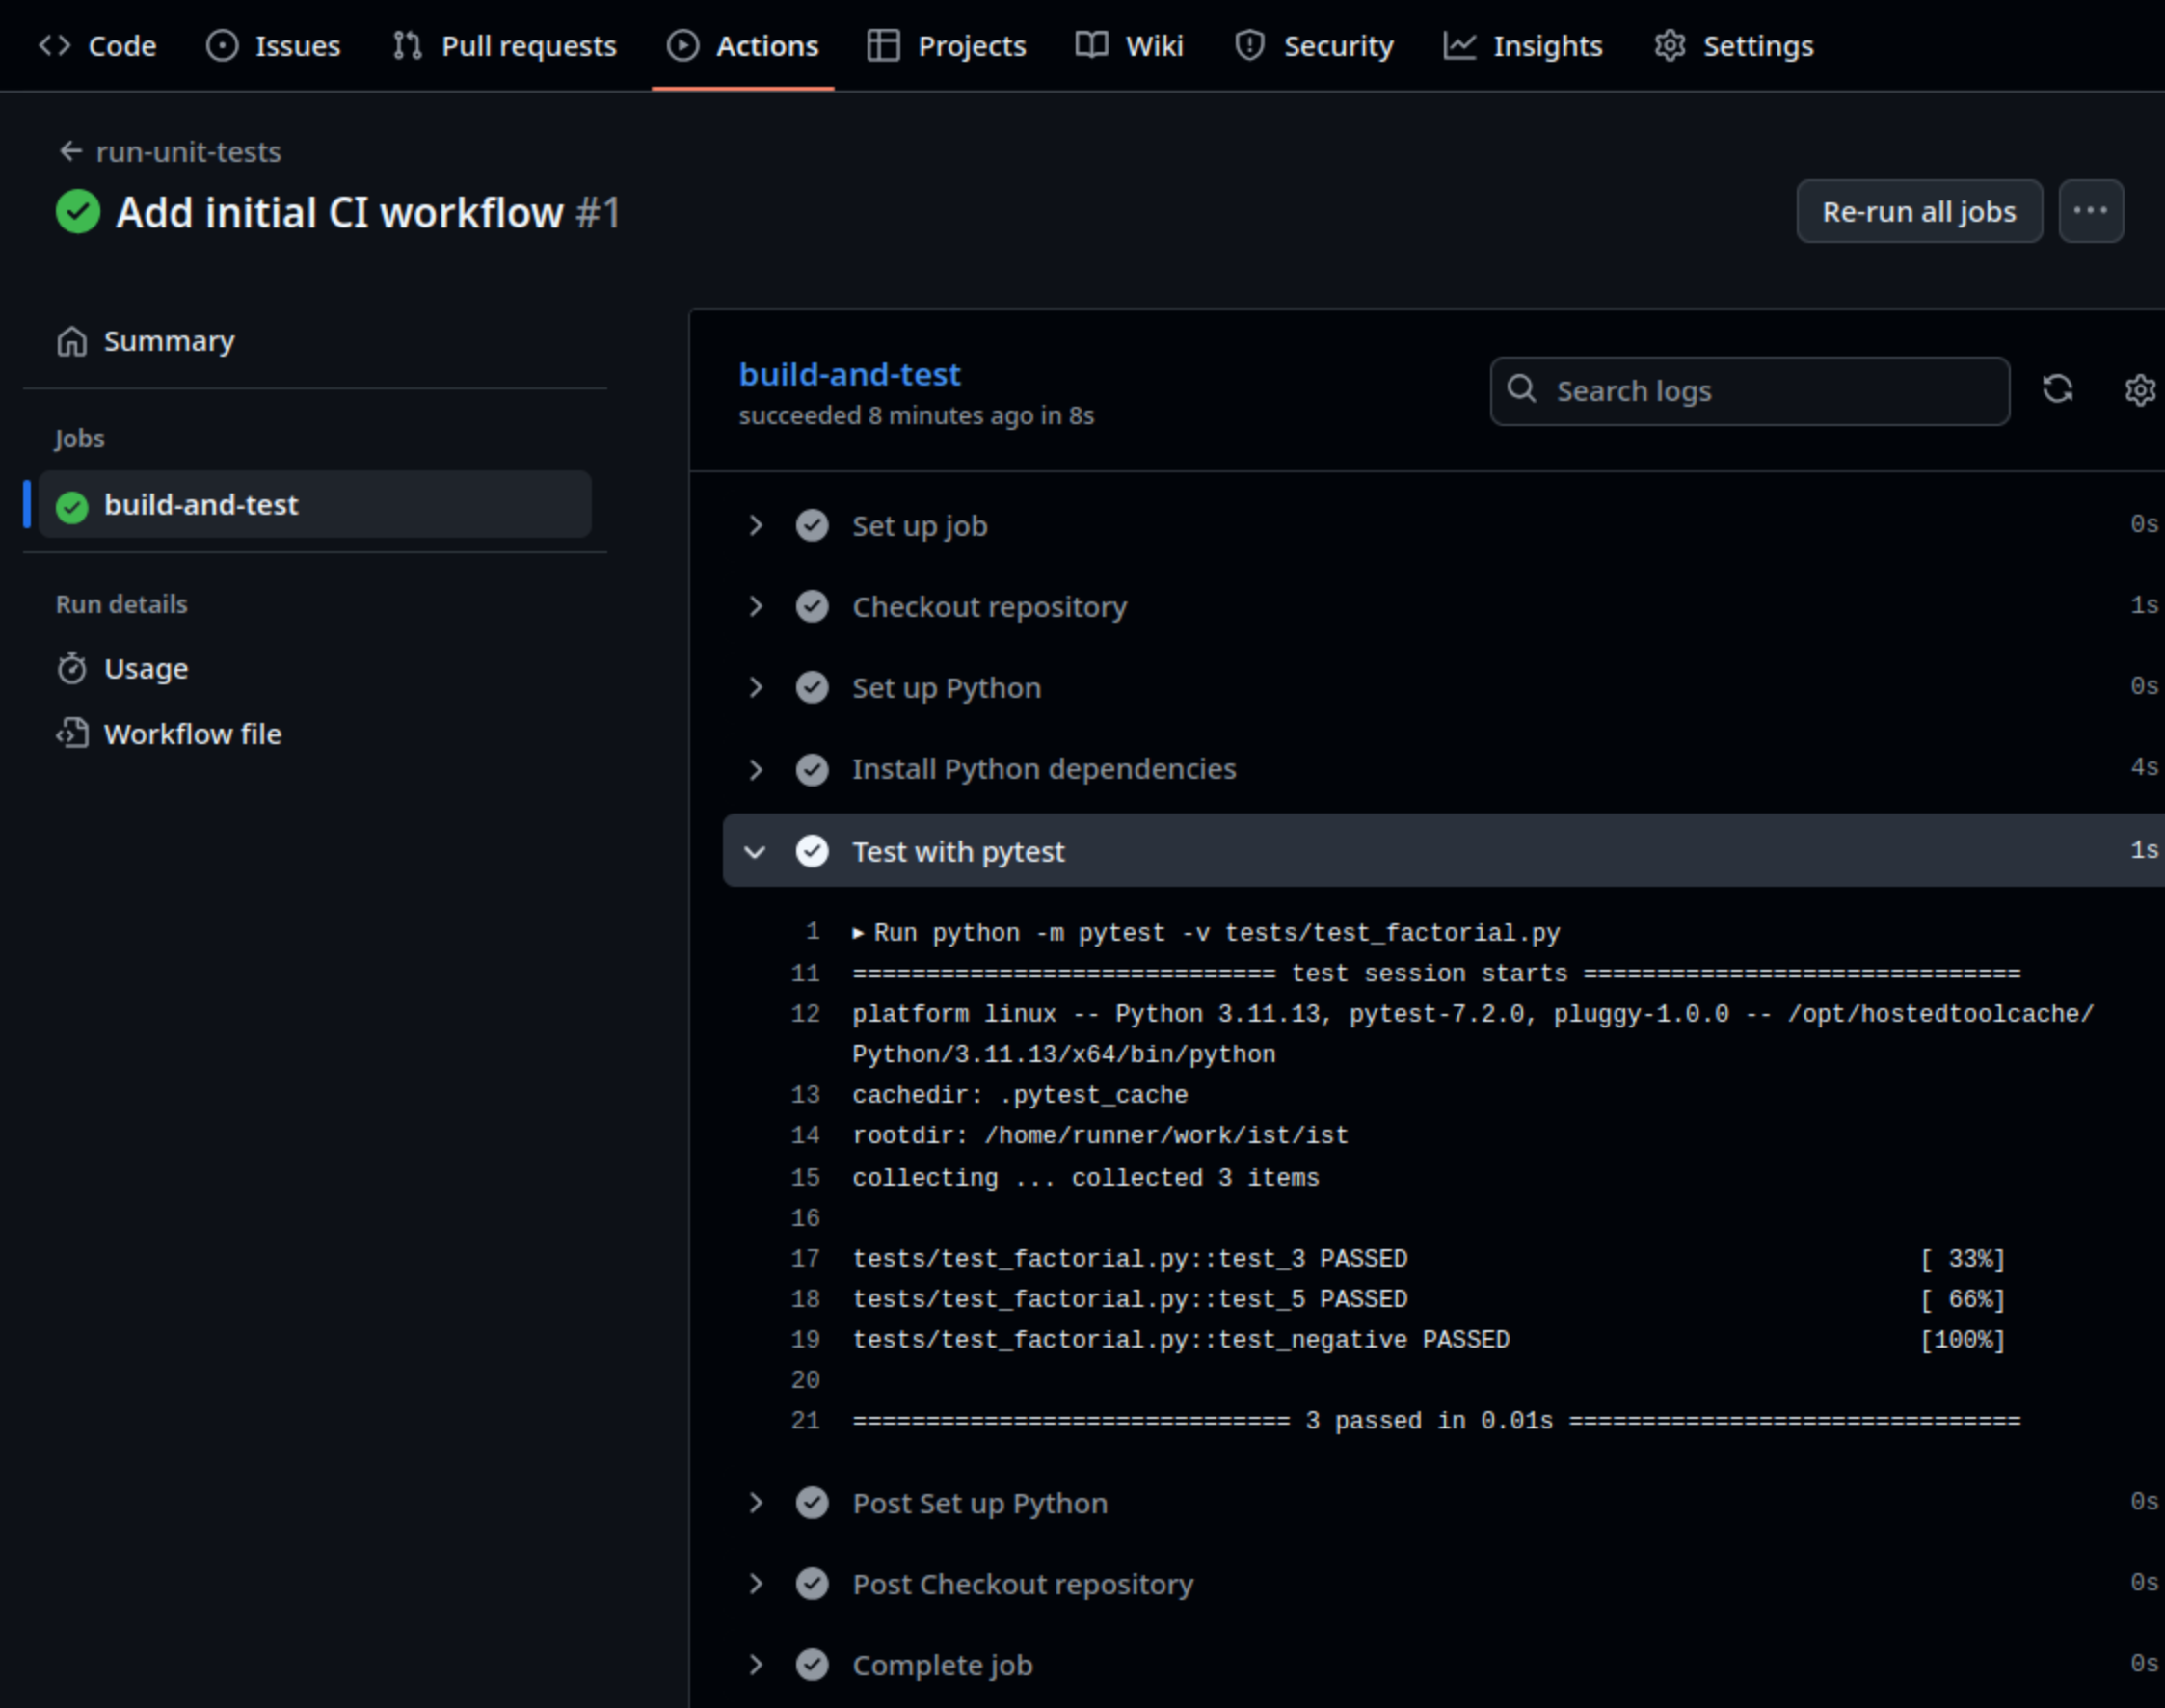 Code Issues Pull requests Actions Projects Wiki Security Insights Settings
run-unit-tests
Add initial CI workflow #1
Re-run all jobs
Summary
Jobs
build-and-test
Run details
Usage
Workflow file
build-and-test
succeeded 8 minutes ago in 8s
Search logs
Set up job 0s
Checkout repository 1s
Set up Python 0s
Install Python dependencies 4s
Test with pytest 1s
1 Run python -m pytest -v tests/test_factorial.py
11 ============================= test session starts ==============================
12 platform linux -- Python 3.11.13, pytest-7.2.0, pluggy-1.0.0 -- /opt/hostedtoolcache/
Python/3.11.13/x64/bin/python
13 cachedir: .pytest_cache
14 rootdir: /home/runner/work/ist/ist
15 collecting ... collected 3 items
16
17 tests/test_factorial.py::test_3 PASSED [ 33%]
18 tests/test_factorial.py::test_5 PASSED [ 66%]
19 tests/test_factorial.py::test_negative PASSED [100%]
20
21 ============================== 3 passed in 0.01s ===============================
Post Set up Python 0s
Post Checkout repository 0s
Complete job 0s